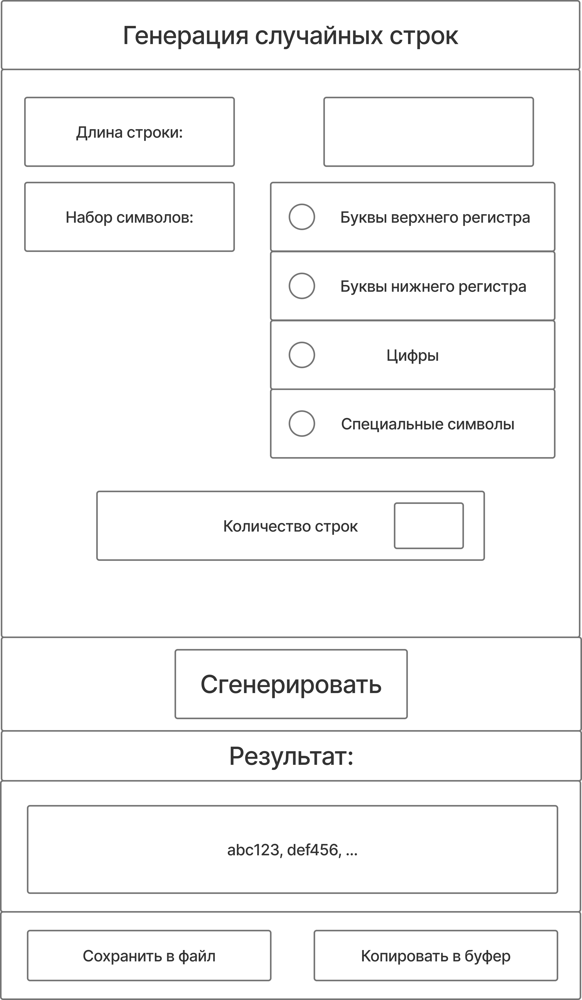 Генерация случайных строк
Длина строки:
Набор символов:
Буквы верхнего регистра
Буквы нижнего регистра
Цифры
Специальные символы
Количество строк
Сгенерировать
Результат:
abc123, def456, ...
Сохранить в файл
Копировать в буфер